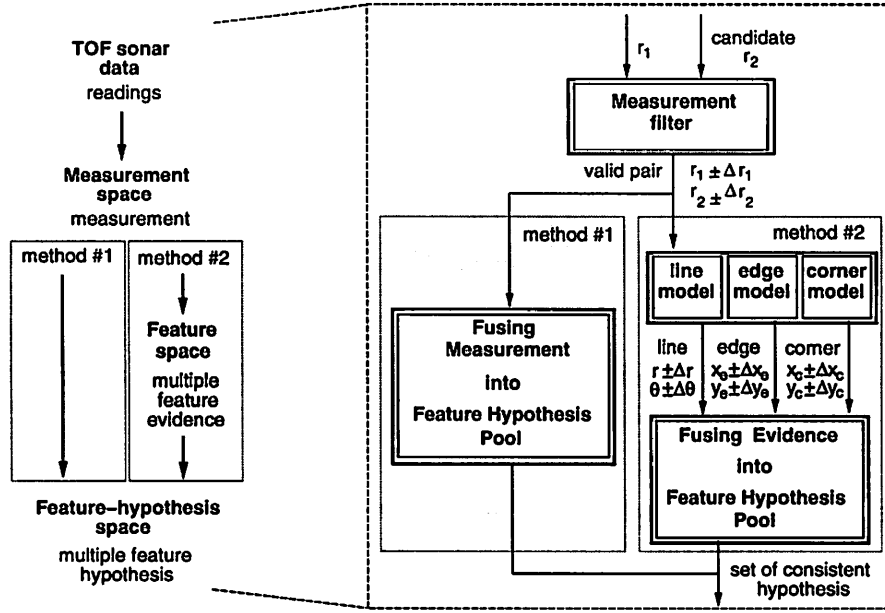 TOF sonar
data
readings
Measurement
space
measurement
method #1
method #2
Feature
space
multiple
feature
evidence
Feature-hypothesis
space
multiple feature
hypothesis
r1
candidate
r2
Measurement
filter
valid pair
r1 ± Δr1
r2 ± Δr2
method #1
Fusing
Measurement
into
Feature Hypothesis
Pool
method #2
line
model
edge
model
corner
model
line
r ± Δr
θ ± Δθ
edge
xe ± Δxe
ye ± Δye
corner
xc ± Δxc
yc ± Δyc
Fusing Evidence
into
Feature Hypothesis
Pool
set of consistent
hypothesis